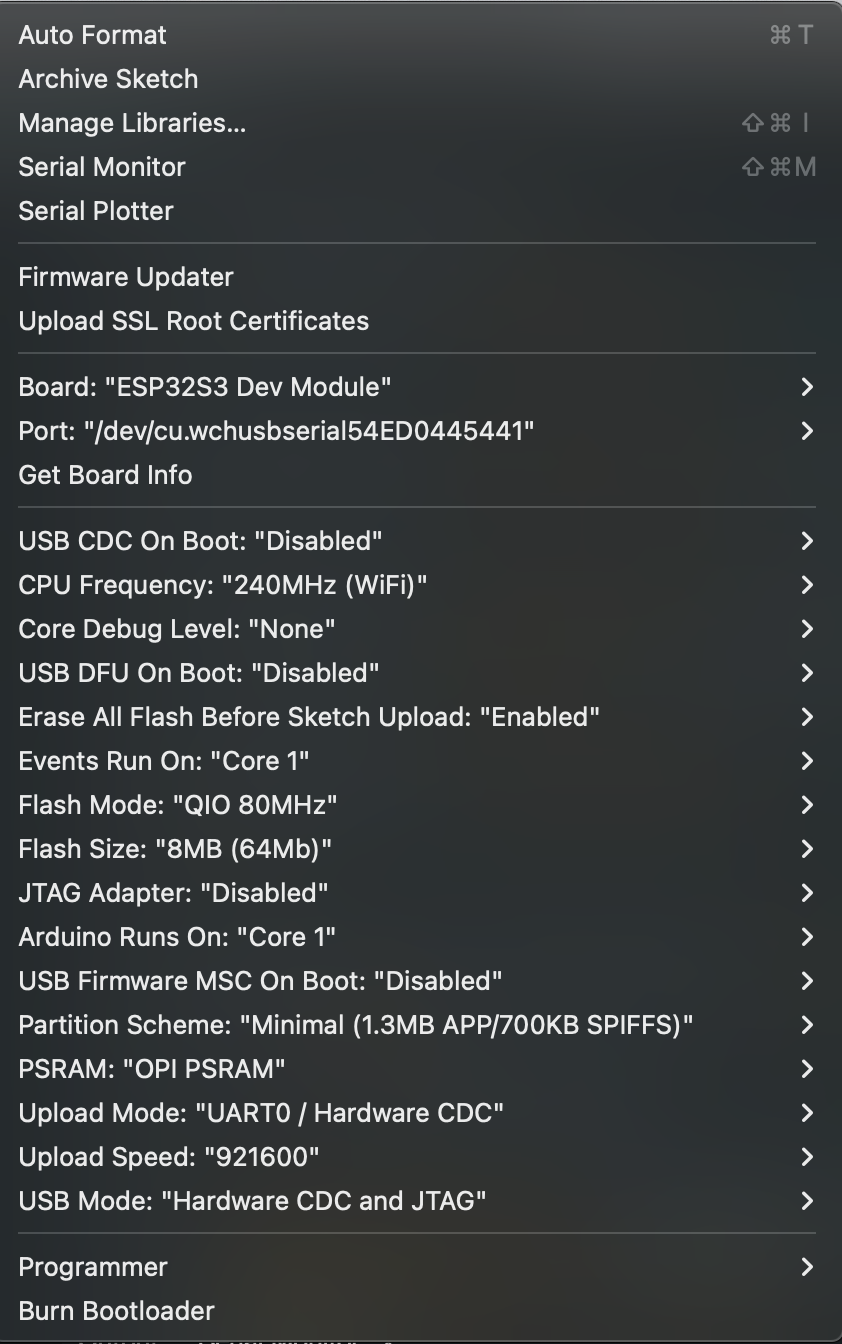 Auto Format ⌘ T
Archive Sketch
Manage Libraries... ⇧ ⌘ I
Serial Monitor ⇧ ⌘ M
Serial Plotter
Firmware Updater
Upload SSL Root Certificates
Board: "ESP32S3 Dev Module"
Port: "/dev/cu.wchusbserial54ED0445441"
Get Board Info
USB CDC On Boot: "Disabled"
CPU Frequency: "240MHz (WiFi)"
Core Debug Level: "None"
USB DFU On Boot: "Disabled"
Erase All Flash Before Sketch Upload: "Enabled"
Events Run On: "Core 1"
Flash Mode: "QIO 80MHz"
Flash Size: "8MB (64Mb)"
JTAG Adapter: "Disabled"
Arduino Runs On: "Core 1"
USB Firmware MSC On Boot: "Disabled"
Partition Scheme: "Minimal (1.3MB APP/700KB SPIFFS)"
PSRAM: "OPI PSRAM"
Upload Mode: "UART0 / Hardware CDC"
Upload Speed: "921600"
USB Mode: "Hardware CDC and JTAG"
Programmer
Burn Bootloader